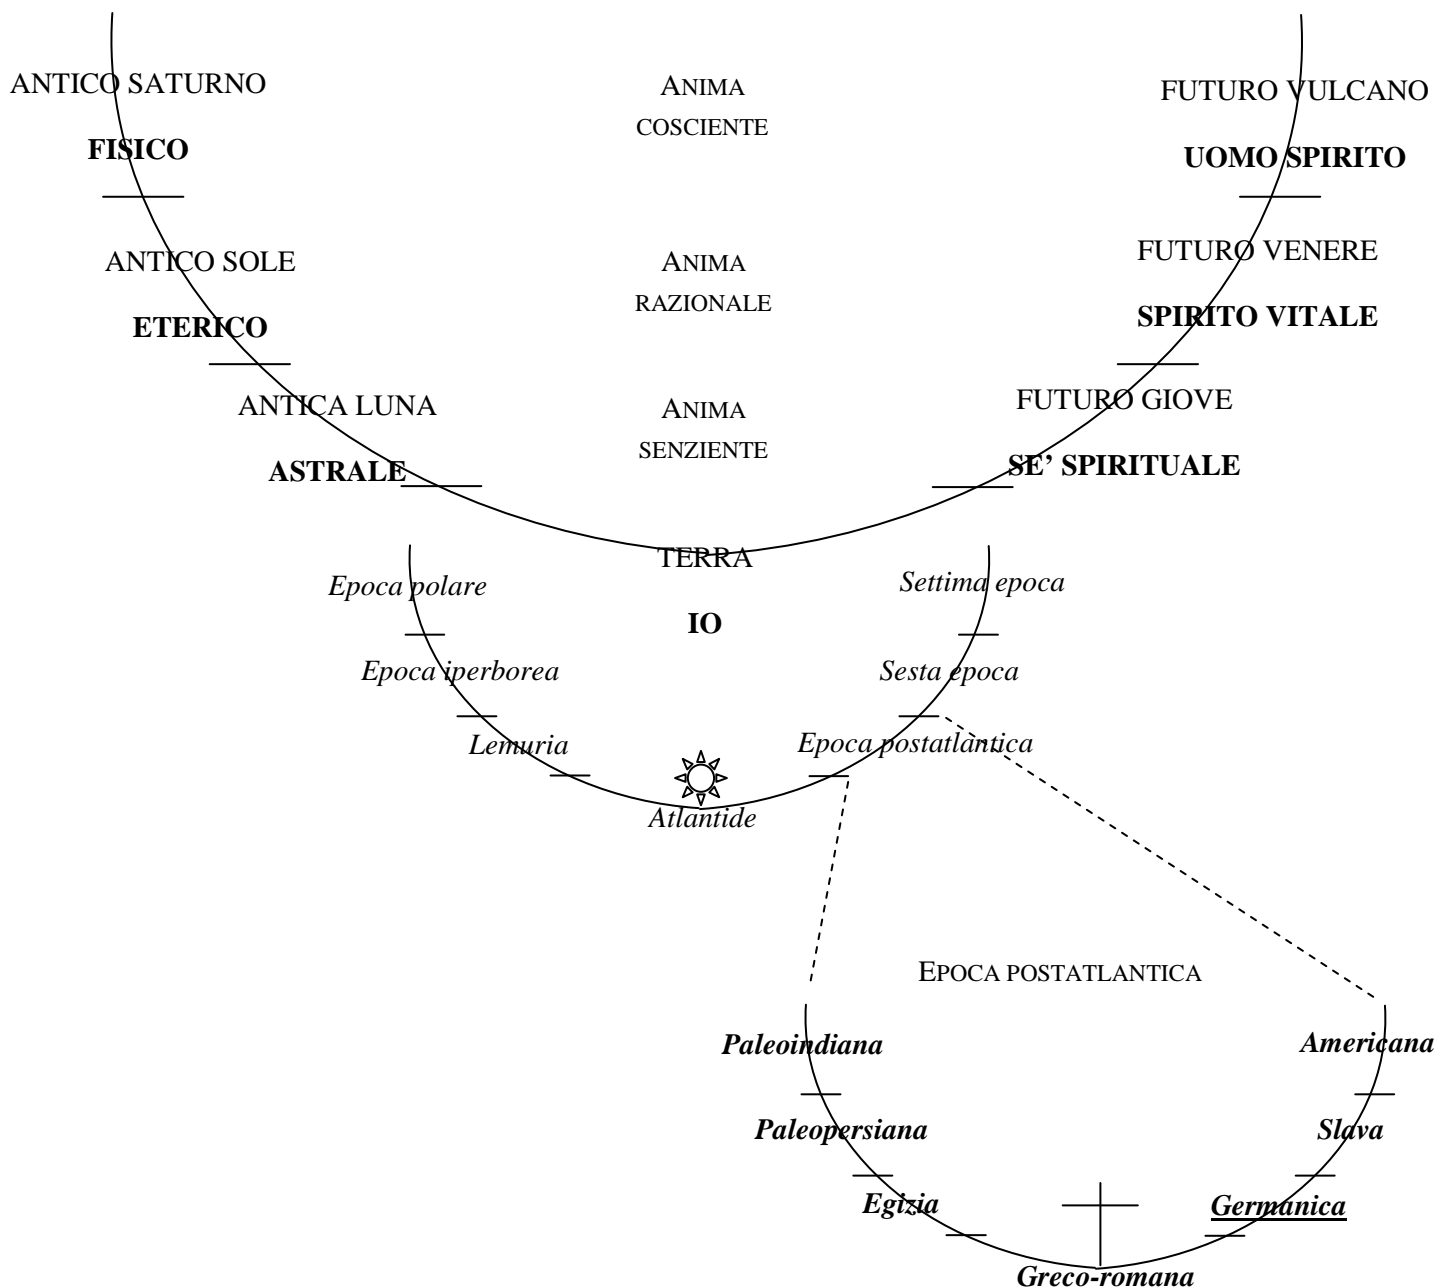 ANTICO SATURNO
FISICO
ANTICO SOLE
ETERICO
ANTICA LUNA
ASTRALE
ANIMA
COSCIENTE
ANIMA
RAZIONALE
ANIMA
SENZIENTE
FUTURO VULCANO
UOMO SPIRITO
FUTURO VENERE
SPIRITO VITALE
FUTURO GIOVE
SE’ SPIRITUALE
TERRA
IO
Epoca polare
Epoca iperborea
Lemuria
Atlantide
Settima epoca
Sesta epoca
Epoca postatlantica
EPOCA POSTATLANTICA
Paleoindiana
Paleopersiana
Egizia
Greco-romana
Americana
Slava
Germanica